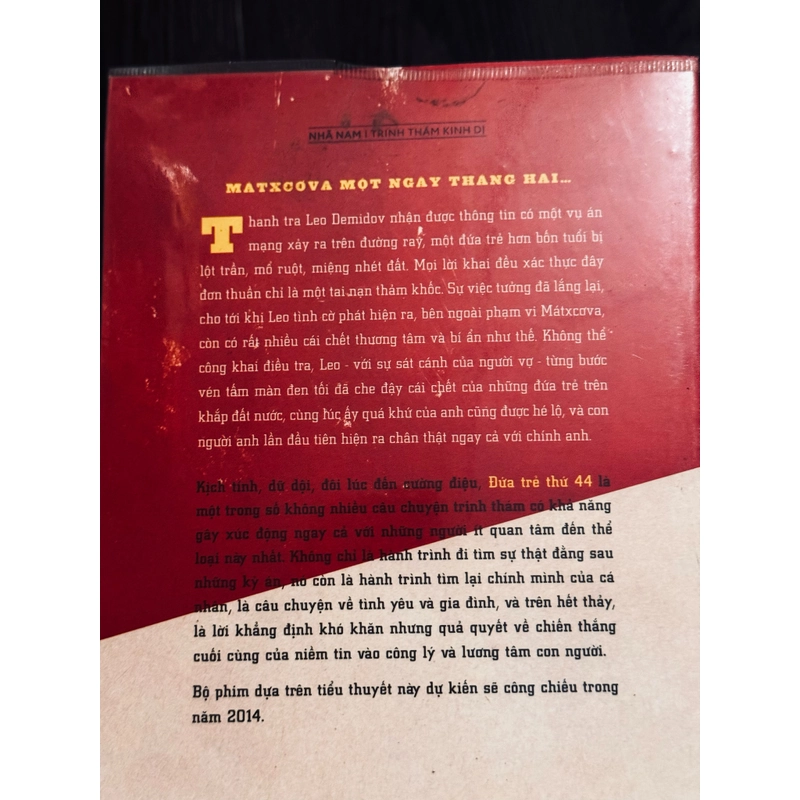 NHÃ NAM | TRINH THÁM KINH DỊ
MATXCƠVA MỘT NGAY THANG HAI...
Thanh tra Leo Demidov nhận được thông tin có một vụ án
mạng xảy ra trên đường ray, một đứa trẻ hơn bốn tuổi bị
lột trần, mổ ruột, miệng nhét đất. Mọi lời khai đều xác thực đây
đơn thuần chỉ là một tai nạn thảm khốc. Sự việc tưởng đã lắng lại,
cho tới khi Leo tình cờ phát hiện ra, bên ngoài phạm vi Mátxcơva,
còn có rất nhiều cái chết thương tâm và bí ẩn như thế. Không thể
công khai điều tra, Leo - với sự sát cánh của người vợ - từng bước
vén tấm màn đen tối đã che đậy cái chết của những đứa trẻ trên
khắp đất nước, cùng lúc ấy quá khứ của anh cũng được hé lộ, và con
người anh lần đầu tiên hiện ra chân thật ngay cả với chính anh.
Kịch tính, dữ dội, đôi lúc đến cường điệu, Đứa trẻ thứ 44 là
một trong số không nhiều câu chuyện trinh thám có khả năng
gây xúc động ngay cả với những người ít quan tâm đến thể
loại này nhất. Không chỉ là hành trình đi tìm sự thật đằng sau
những kỳ án, nó còn là hành trình tìm lại chính mình của cá
nhân, là câu chuyện về tình yêu và gia đình, và trên hết thảy,
là lời khẳng định khó khăn nhưng quả quyết về chiến thắng
cuối cùng của niềm tin vào công lý và lương tâm con người.
Bộ phim dựa trên tiểu thuyết này dự kiến sẽ công chiếu trong
năm 2014.